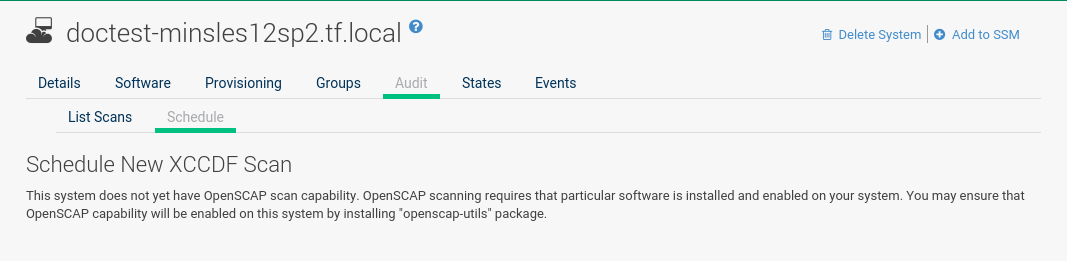 doctest-minsles12sp2.tf.local ?
Delete System | Add to SSM
Details Software Provisioning Groups Audit States Events
List Scans Schedule
Schedule New XCCDF Scan
This system does not yet have OpenSCAP scan capability. OpenSCAP scanning requires that particular software is installed and enabled on your system. You may ensure that
OpenSCAP capability will be enabled on this system by installing "openscap-utils" package.